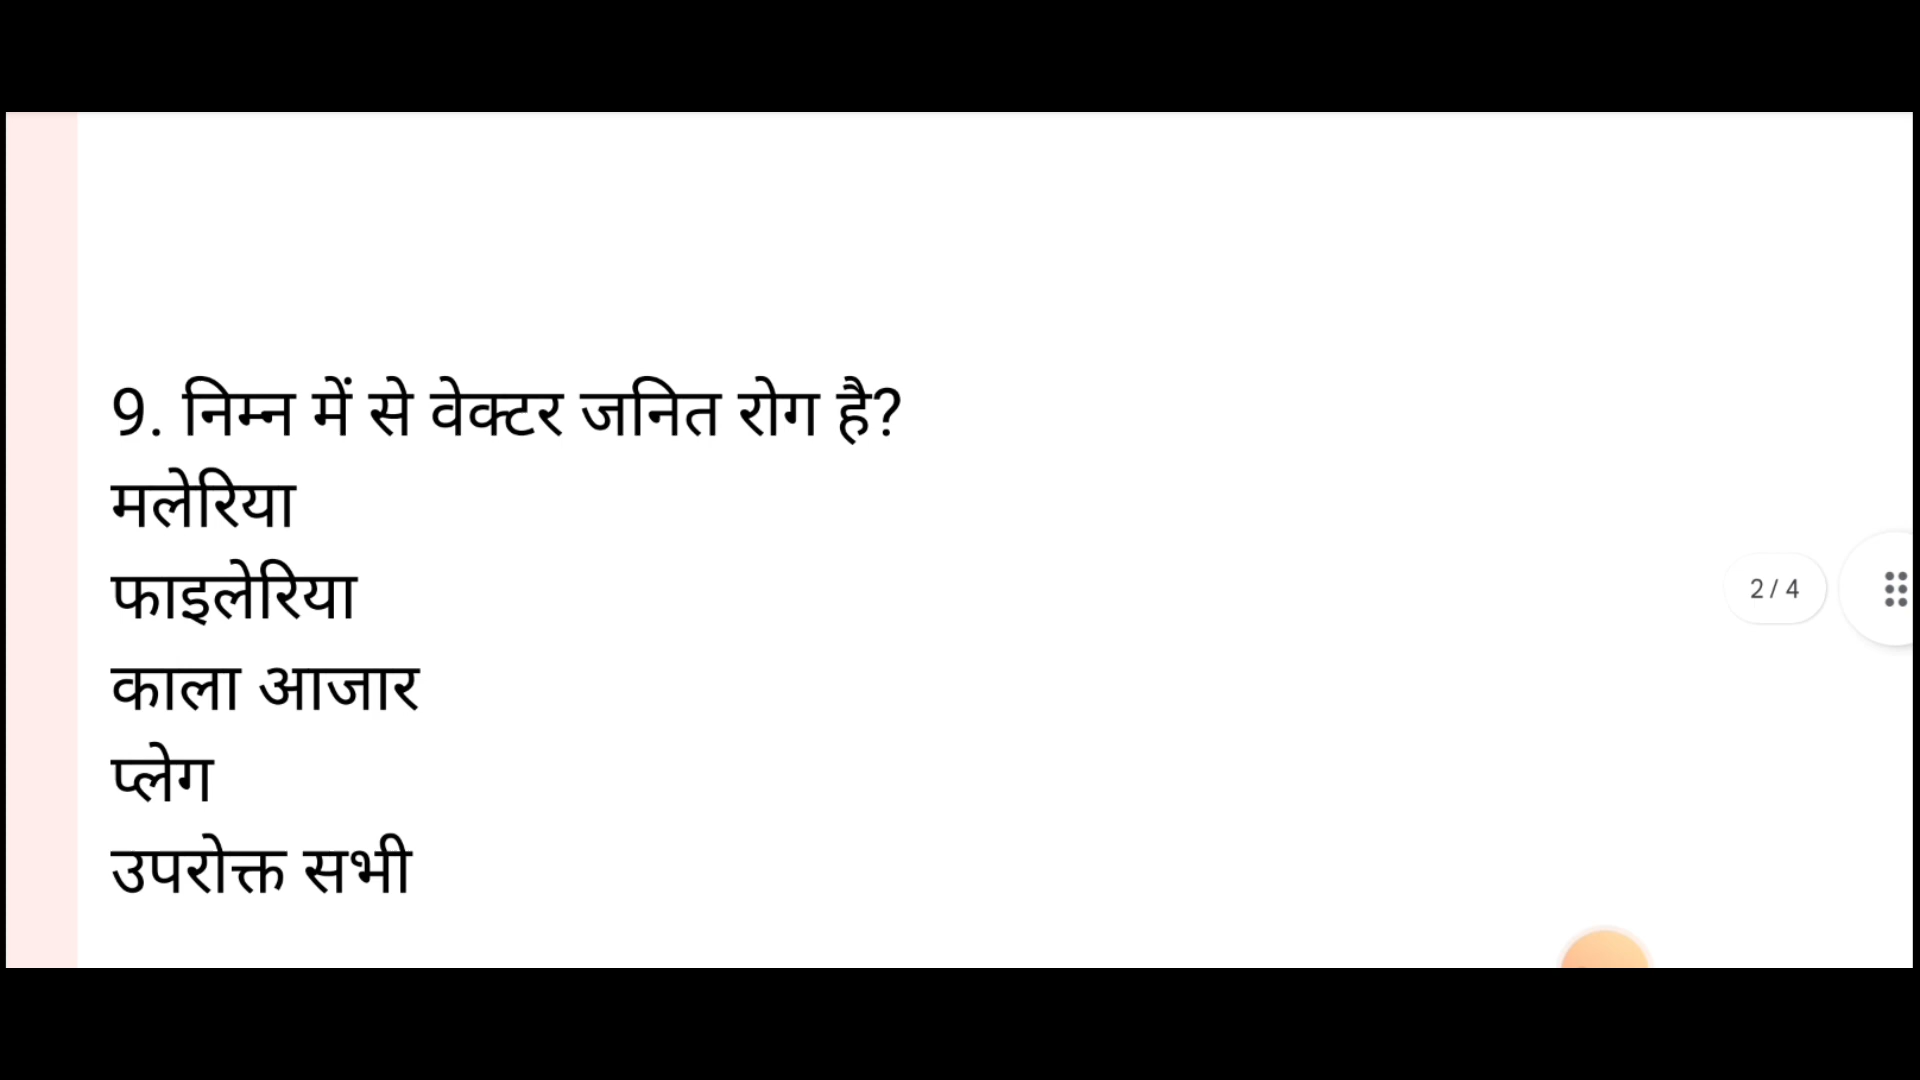 9. निम्न में से वेक्टर जनित रोग है?
मलेरिया
फाइलेरिया
काला आजार
प्लेग
उपरोक्त सभी
2 / 4